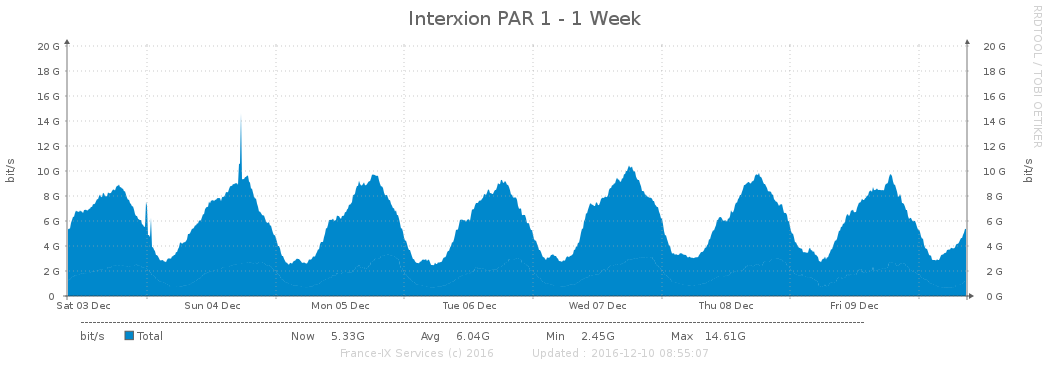 Interxion PAR 1 - 1 Week
RRDTOOL / TOBI OETIKER
20 G 20 G
18 G 18 G
16 G 16 G
14 G 14 G
12 G 12 G
10 G 10 G
8 G 8 G
6 G 6 G
4 G 4 G
2 G 2 G
0 0 G
bit/s bit/s
Sat 03 Dec Sun 04 Dec Mon 05 Dec Tue 06 Dec Wed 07 Dec Thu 08 Dec Fri 09 Dec
bit/s Total Now 5.33G Avg 6.04G Min 2.45G Max 14.61G
France-IX Services (c) 2016 Updated : 2016-12-10 08:55:07